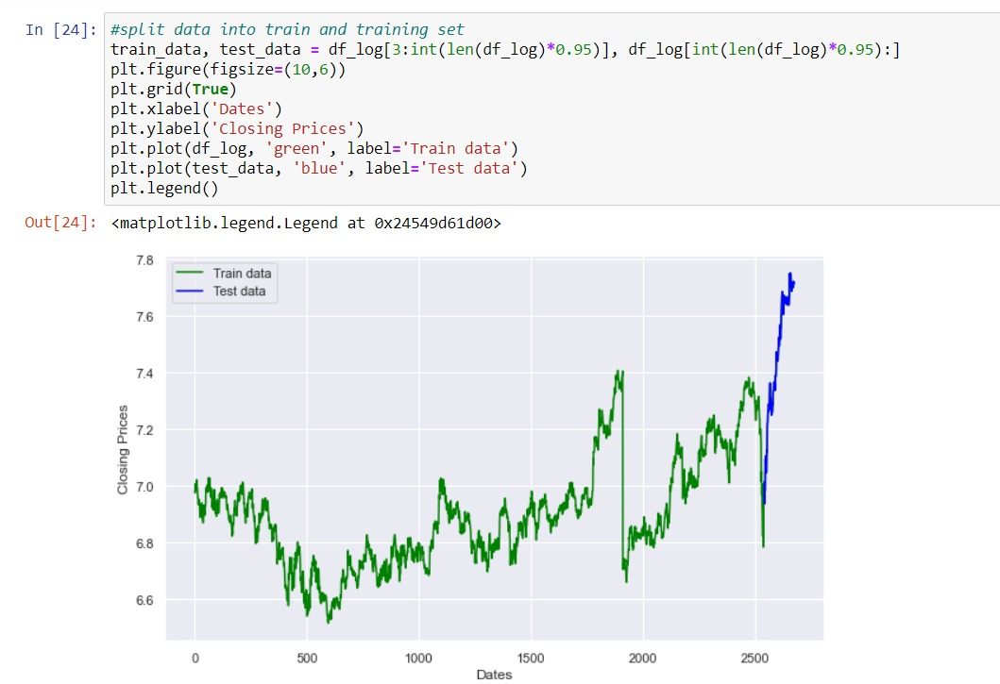 In [24]: #split data into train and training set
train_data, test_data = df_log[3:int(len(df_log)*0.95)], df_log[int(len(df_log)*0.95):]
plt.figure(figsize=(10,6))
plt.grid(True)
plt.xlabel('Dates')
plt.ylabel('Closing Prices')
plt.plot(df_log, 'green', label='Train data')
plt.plot(test_data, 'blue', label='Test data')
plt.legend()
Out[24]: <matplotlib.legend.Legend at 0x24549d61d00>
Train data
Test data
7.8
7.6
7.4
7.2
7.0
6.8
6.6
Closing Prices
0 500 1000 1500 2000 2500
Dates